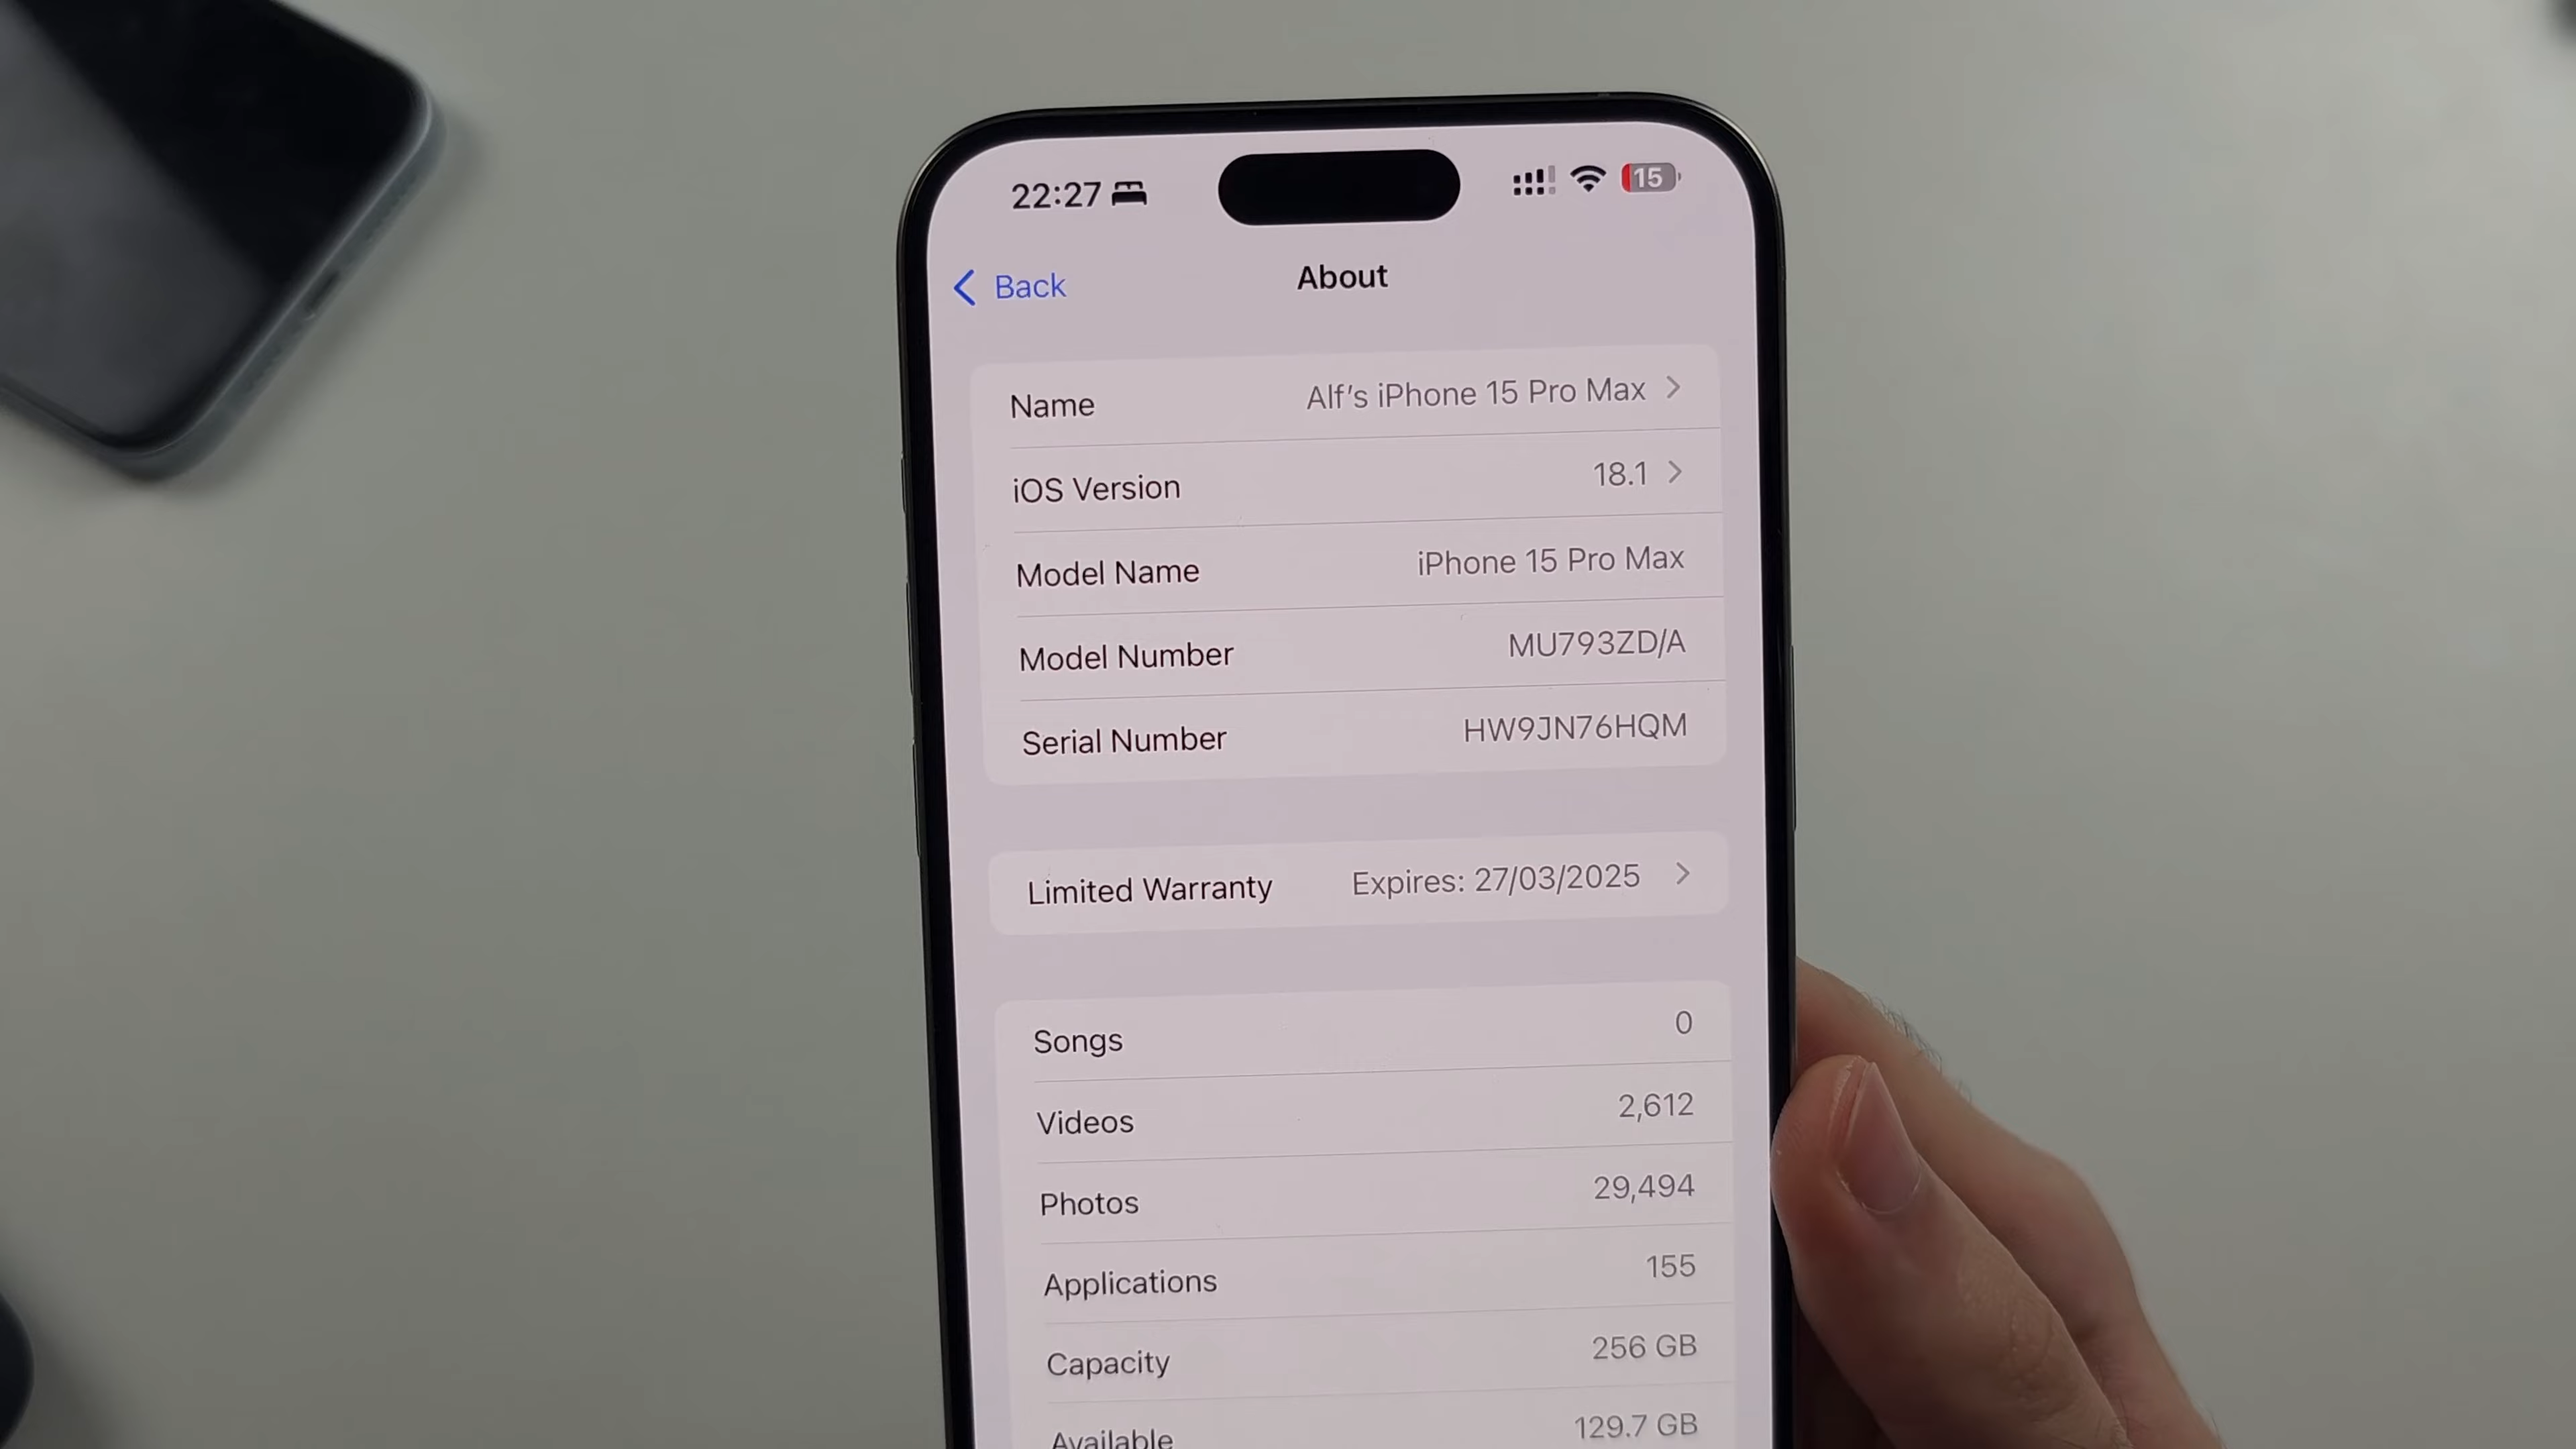 22:27
15
Back
About
Name Alf's iPhone 15 Pro Max
iOS Version 18.1
Model Name iPhone 15 Pro Max
Model Number MU793ZD/A
Serial Number HW9JN76HQM
Limited Warranty Expires: 27/03/2025
Songs 0
Videos 2,612
Photos 29,494
Applications 155
Capacity 256 GB
Available 129.7 GB